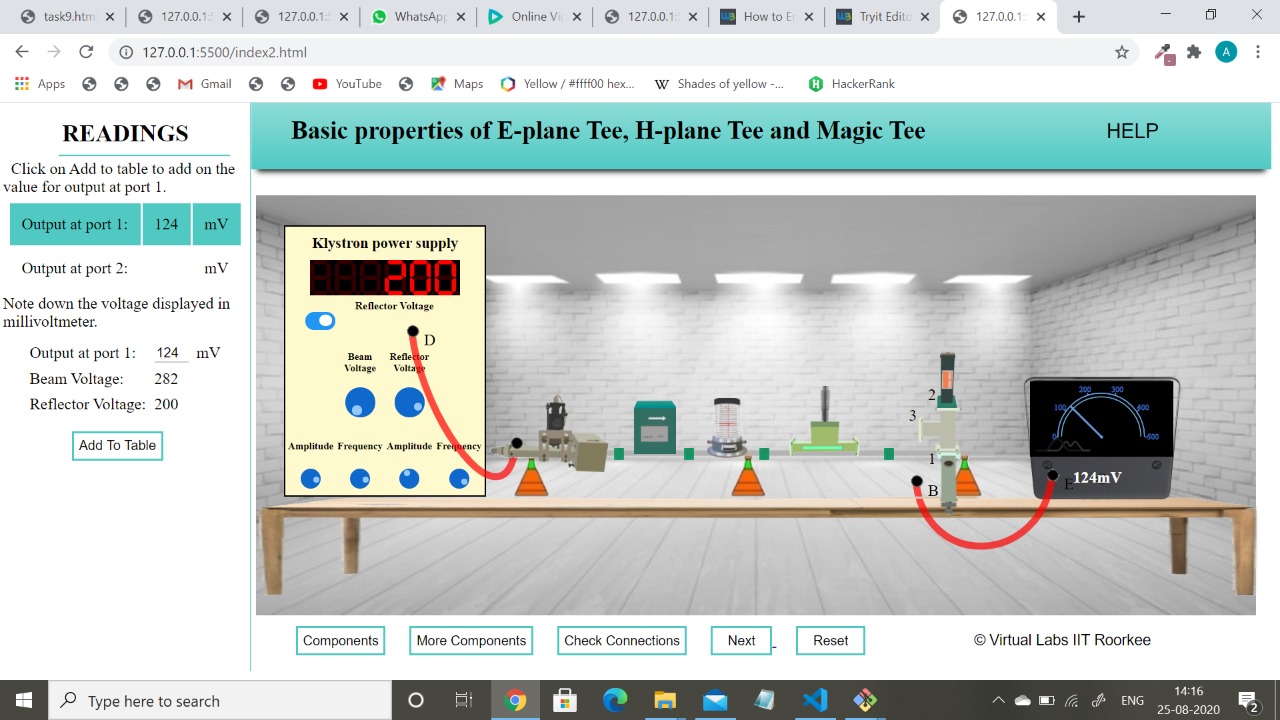 task9.htm
127.0.0.1:
127.0.0.1:
WhatsApp
Online Vi
127.0.0.1:
How to E
Tryit Edito
127.0.0.1:
127.0.0.1:5500/index2.html
A
Apps
Gmail
YouTube
Maps
Yellow / #ffff00 hex...
Shades of yellow -...
HackerRank
READINGS
Click on Add to table to add on the
value for output at port 1.
Output at port 1: 124 mV
Output at port 2: mV
Note down the voltage displayed in
millivoltmeter.
Output at port 1: 124 mV
Beam Voltage: 282
Reflector Voltage: 200
Add To Table
Basic properties of E-plane Tee, H-plane Tee and Magic Tee
HELP
Klystron power supply
200
Reflector Voltage
D
Beam Voltage
Reflector Voltage
Amplitude Frequency Amplitude Frequency
2
3
1
B
0 100 200 300 400 500
E
124mV
Components
More Components
Check Connections
Next
Reset
© Virtual Labs IIT Roorkee
Type here to search
ENG
14:16
25-08-2020
2